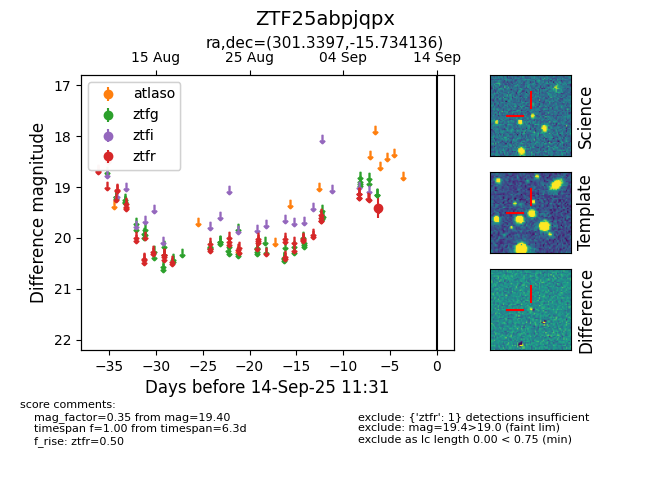 ZTF25abpjqpx
ra,dec=(301.3397,-15.734136)
15 Aug
25 Aug
04 Sep
14 Sep
17
18
19
20
21
22
Difference magnitude
atlaso
ztfg
ztfi
ztfr
−35
−30
−25
−20
−15
−10
−5
0
Days before 14-Sep-25 11:31
Science
Template
Difference
score comments:
mag_factor=0.35 from mag=19.40
timespan f=1.00 from timespan=6.3d
f_rise: ztfr=0.50
exclude: {'ztfr': 1} detections insufficient
exclude: mag=19.4>19.0 (faint lim)
exclude as lc length 0.00 < 0.75 (min)